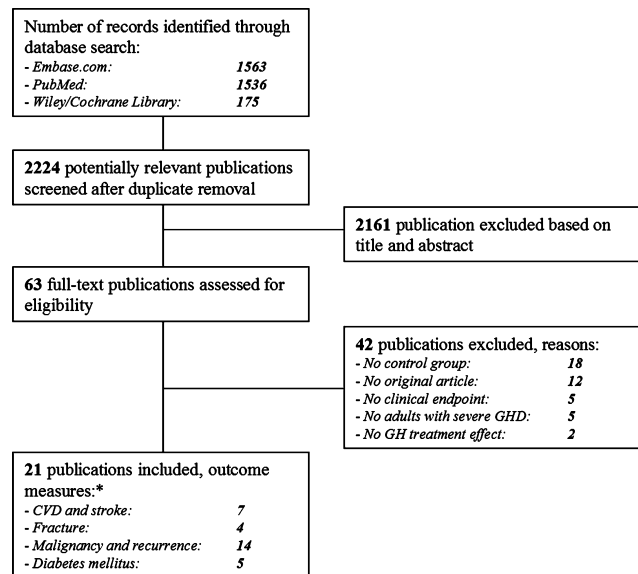 Number of records identified through
database search:
- Embase.com: 1563
- PubMed: 1536
- Wiley/Cochrane Library: 175
2224 potentially relevant publications
screened after duplicate removal
2161 publication excluded based on
title and abstract
63 full-text publications assessed for
eligibility
42 publications excluded, reasons:
- No control group: 18
- No original article: 12
- No clinical endpoint: 5
- No adults with severe GHD: 5
- No GH treatment effect: 2
21 publications included, outcome
measures:*
- CVD and stroke: 7
- Fracture: 4
- Malignancy and recurrence: 14
- Diabetes mellitus: 5